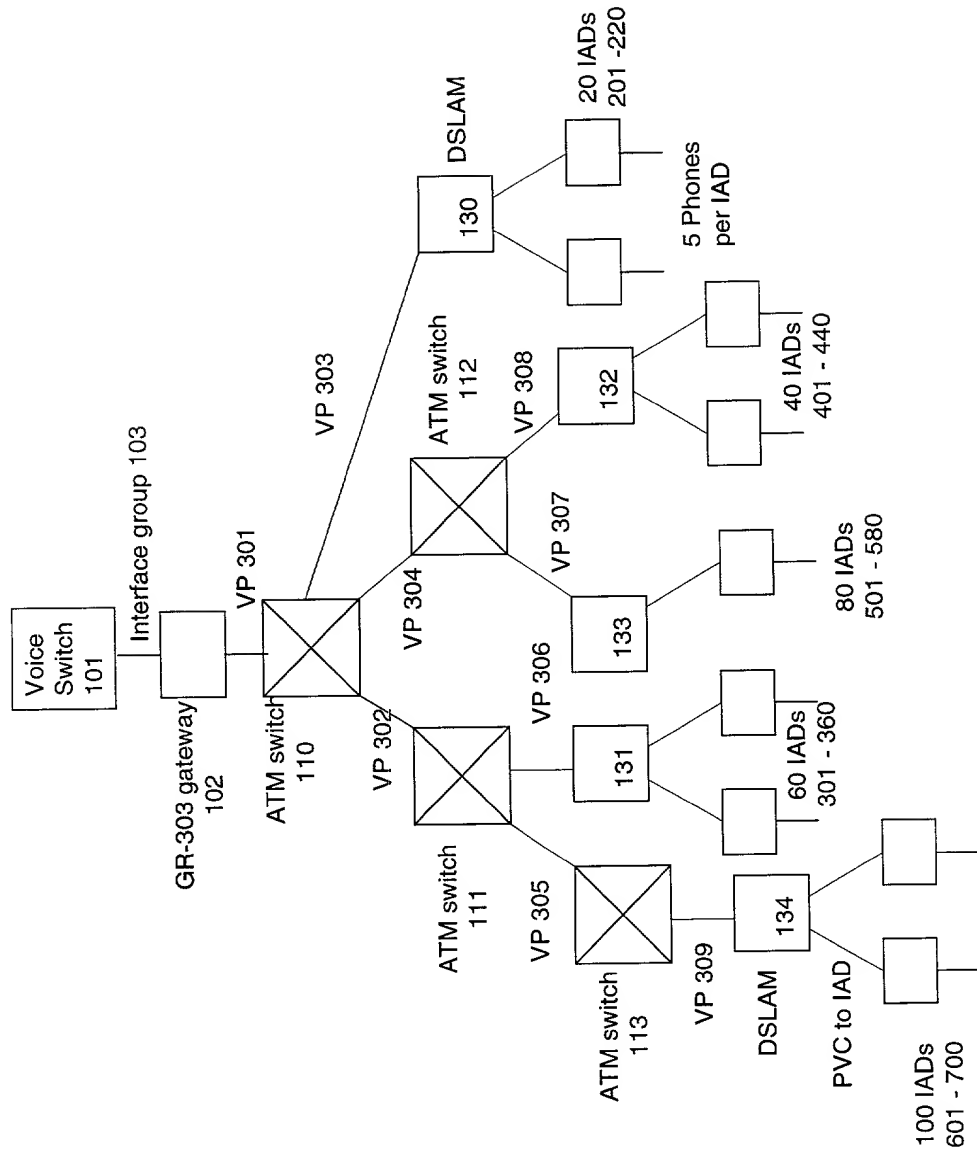 Voice
Switch
101
Interface group 103
GR-303 gateway
102
VP 301
ATM switch
110
VP 303
VP 302
VP 304
ATM switch
112
DSLAM
130
ATM switch
111
VP 306
VP 307
VP 308
20 IADs
201 -220
5 Phones
per IAD
VP 305
131
133
132
ATM switch
113
60 IADs
301 - 360
80 IADs
501 - 580
40 IADs
401 - 440
VP 309
DSLAM
134
PVC to IAD
100 IADs
601 - 700